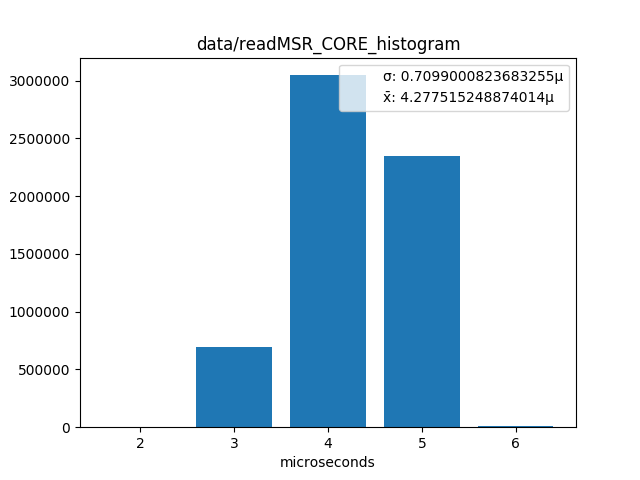 data/readMSR_CORE_histogram
σ: 0.7099000823683255μ
x̄: 4.277515248874014μ
3000000
2500000
2000000
1500000
1000000
500000
0
2 3 4 5 6
microseconds